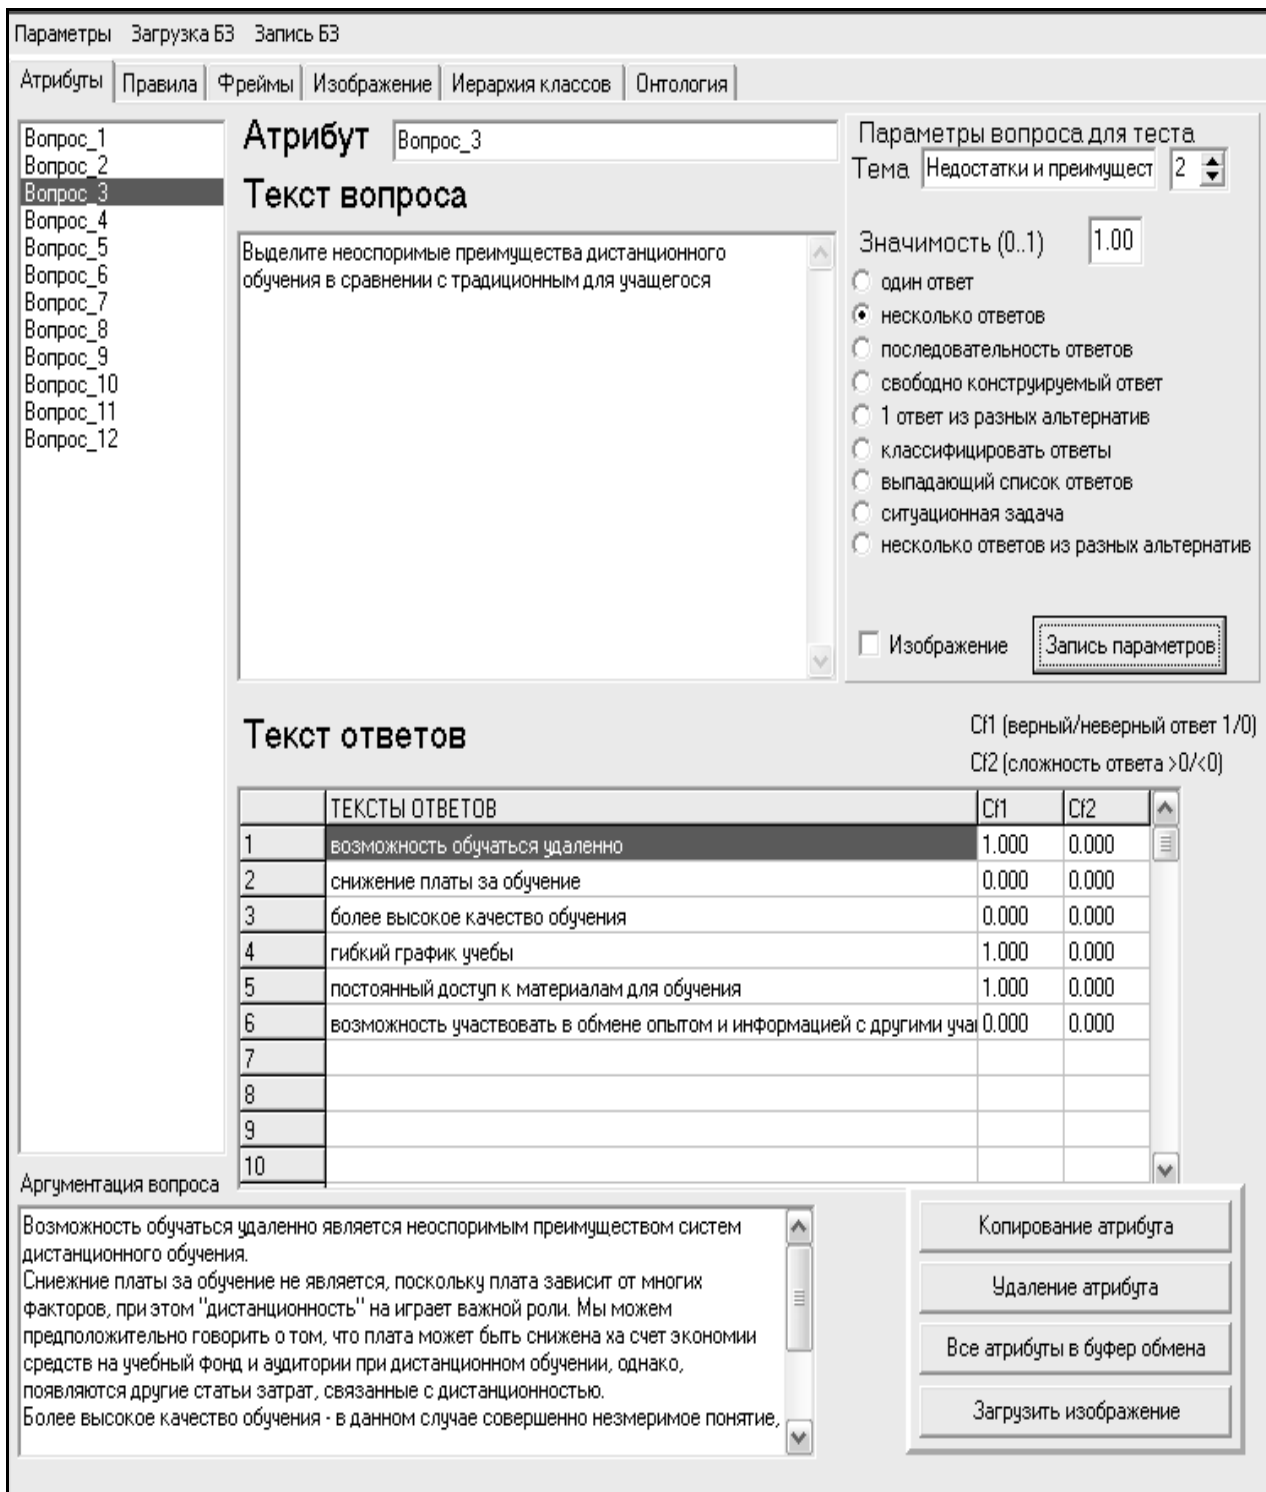 Параметры Загрузка БЗ Запись БЗ
Атрибуты Правила Фреймы Изображение Иерархия классов Онтология
Вопрос_1
Вопрос_2
Вопрос_3
Вопрос_4
Вопрос_5
Вопрос_6
Вопрос_7
Вопрос_8
Вопрос_9
Вопрос_10
Вопрос_11
Вопрос_12
Атрибут Вопрос_3
Текст вопроса
Выделите неоспоримые преимущества дистанционного
обучения в сравнении с традиционным для учащегося
Параметры вопроса для теста
Тема Недостатки и преимущест 2
Значимость (0..1) 1.00
один ответ
несколько ответов
последовательность ответов
свободно конструируемый ответ
1 ответ из разных альтернатив
классифицировать ответы
выпадающий список ответов
ситуационная задача
несколько ответов из разных альтернатив
Изображение Запись параметров
Текст ответов
Cf1 (верный/неверный ответ 1/0)
Cf2 (сложность ответа >0/<0)
ТЕКСТЫ ОТВЕТОВ Cf1 Cf2
1 возможность обучаться удаленно 1.000 0.000
2 снижение платы за обучение 0.000 0.000
3 более высокое качество обучения 0.000 0.000
4 гибкий график учебы 1.000 0.000
5 постоянный доступ к материалам для обучения 1.000 0.000
6 возможность участвовать в обмене опытом и информацией с другими уча 0.000 0.000
7
8
9
10
Аргументация вопроса
Возможность обучаться удаленно является неоспоримым преимуществом систем
дистанционного обучения.
Сниежние платы за обучение не является, поскольку плата зависит от многих
факторов, при этом "дистанционность" на играет важной роли. Мы можем
предположительно говорить о том, что плата может быть снижена ха счет экономии
средств на учебный фонд и аудитории при дистанционном обучении, однако,
появляются другие статьи затрат, связанные с дистанционностью.
Более высокое качество обучения - в данном случае совершенно незмеримое понятие,
Копирование атрибута
Удаление атрибута
Все атрибуты в буфер обмена
Загрузить изображение